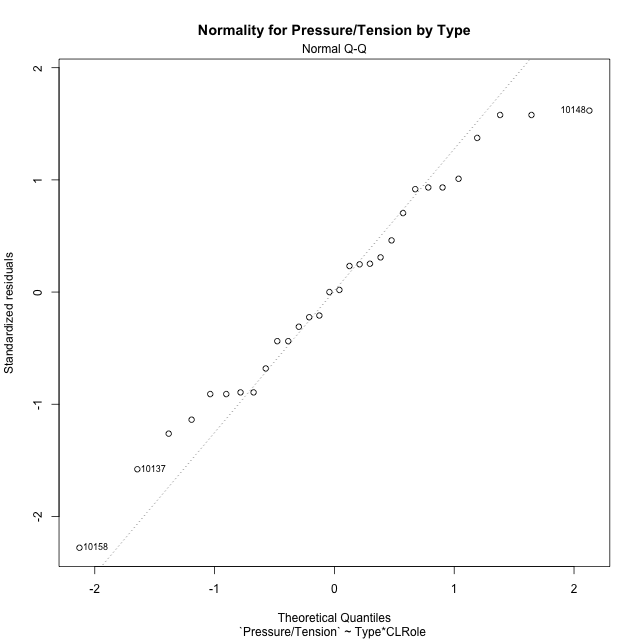 Normality for Pressure/Tension by Type
Normal Q-Q
2
1
0
-1
-2
Standardized residuals
10148
10137
10158
-2 -1 0 1 2
Theoretical Quantiles
`Pressure/Tension` ~ Type*CLRole